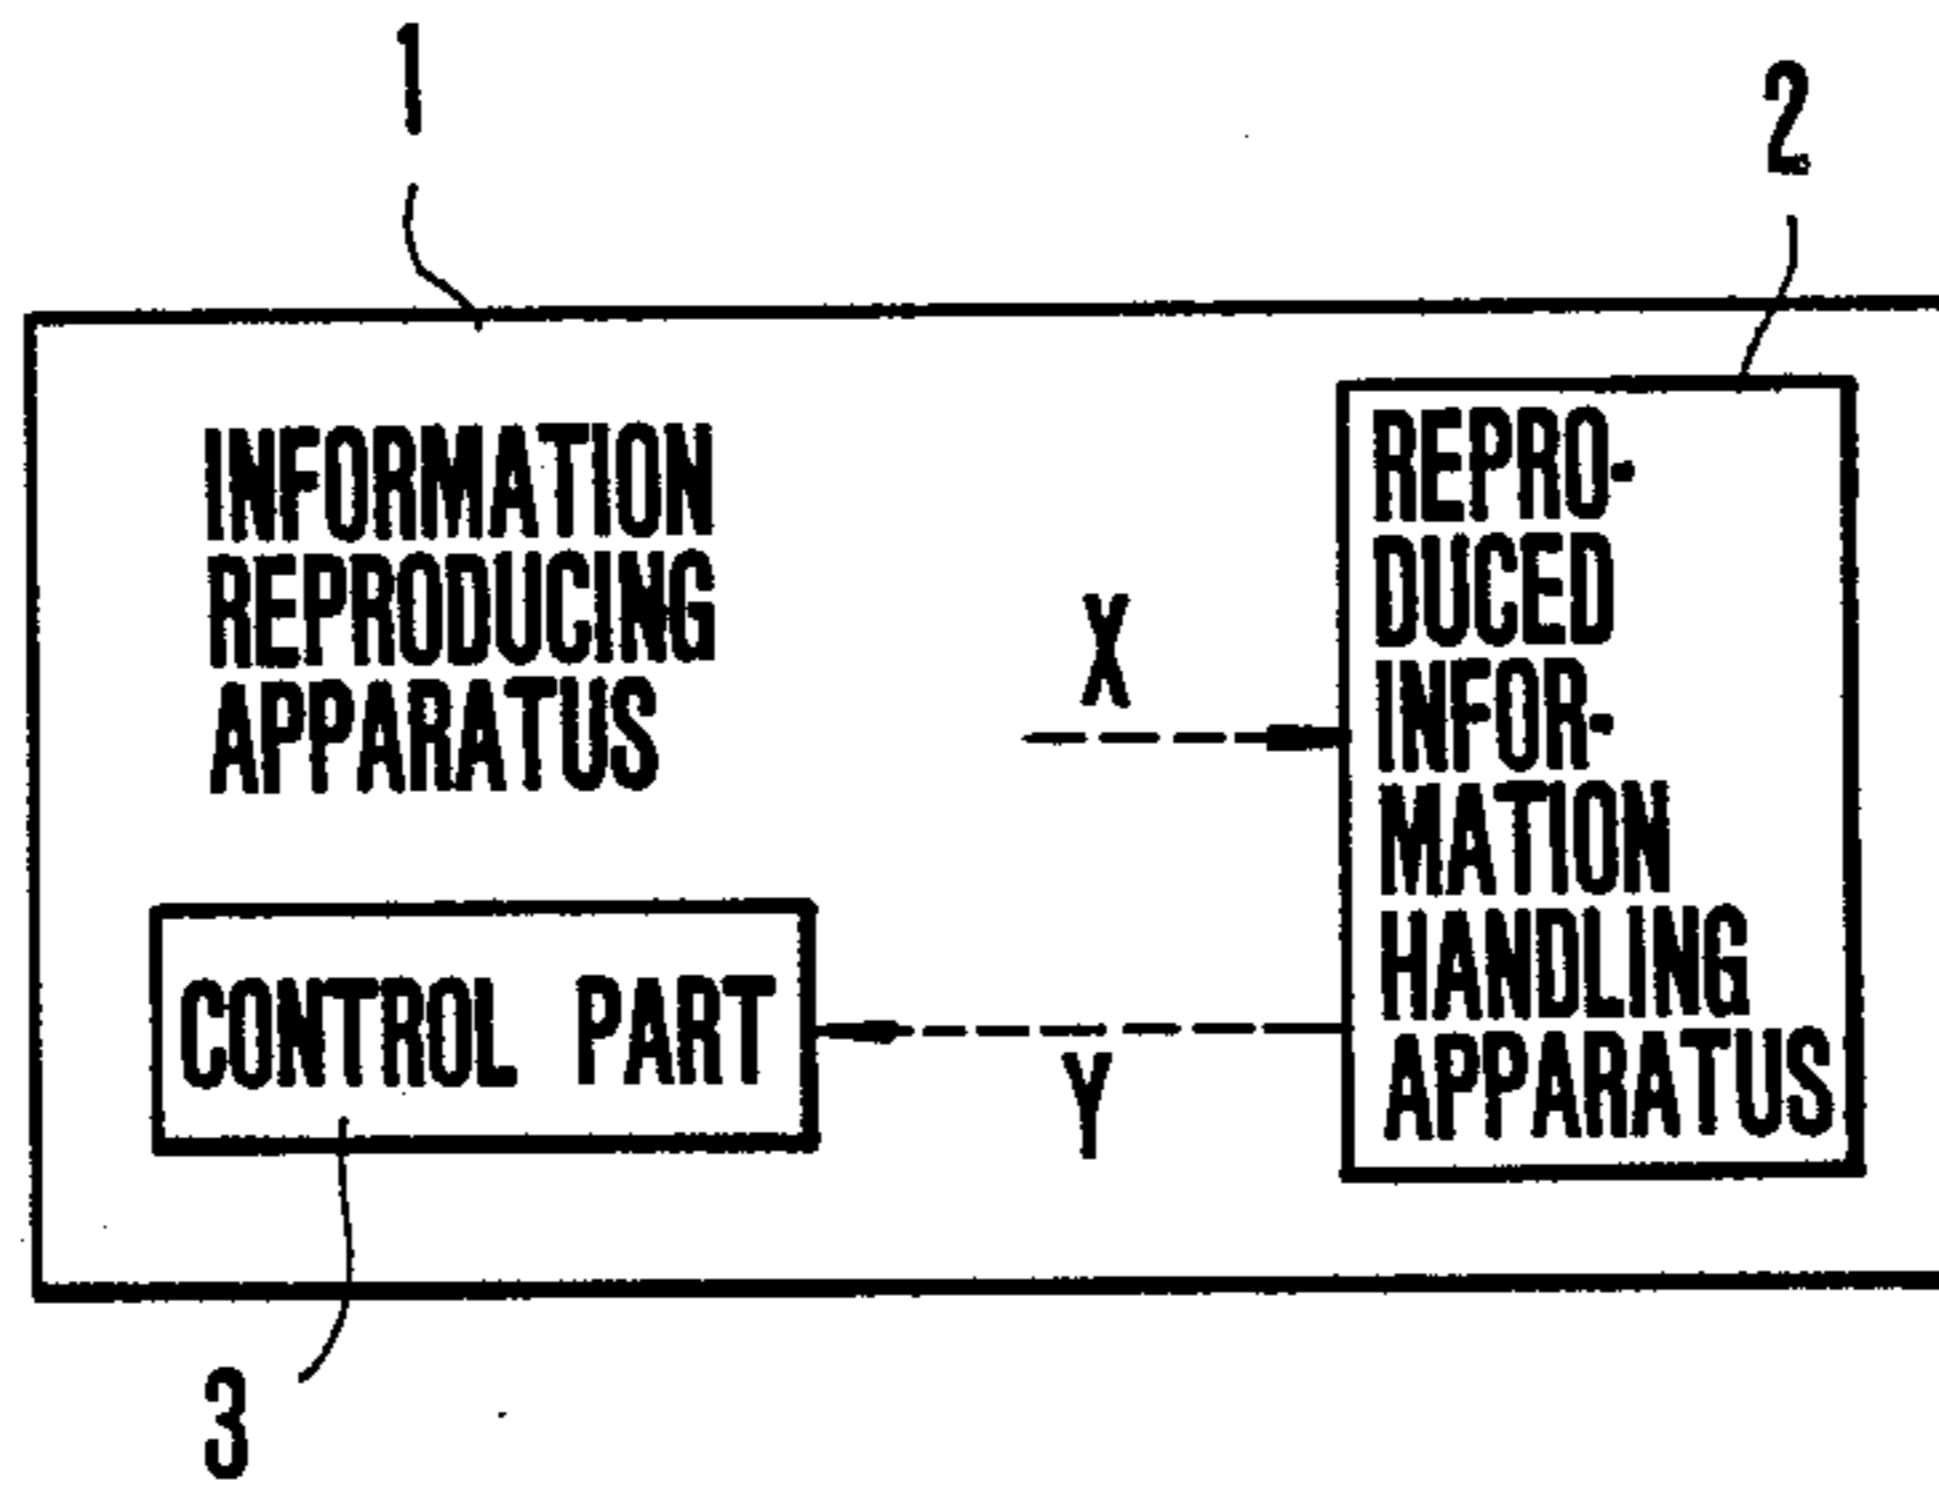 1
2
INFORMATION
REPRODUCING
APPARATUS
X
REPRO-
DUCED
INFOR-
MATION
HANDLING
APPARATUS
CONTROL PART
Y
3